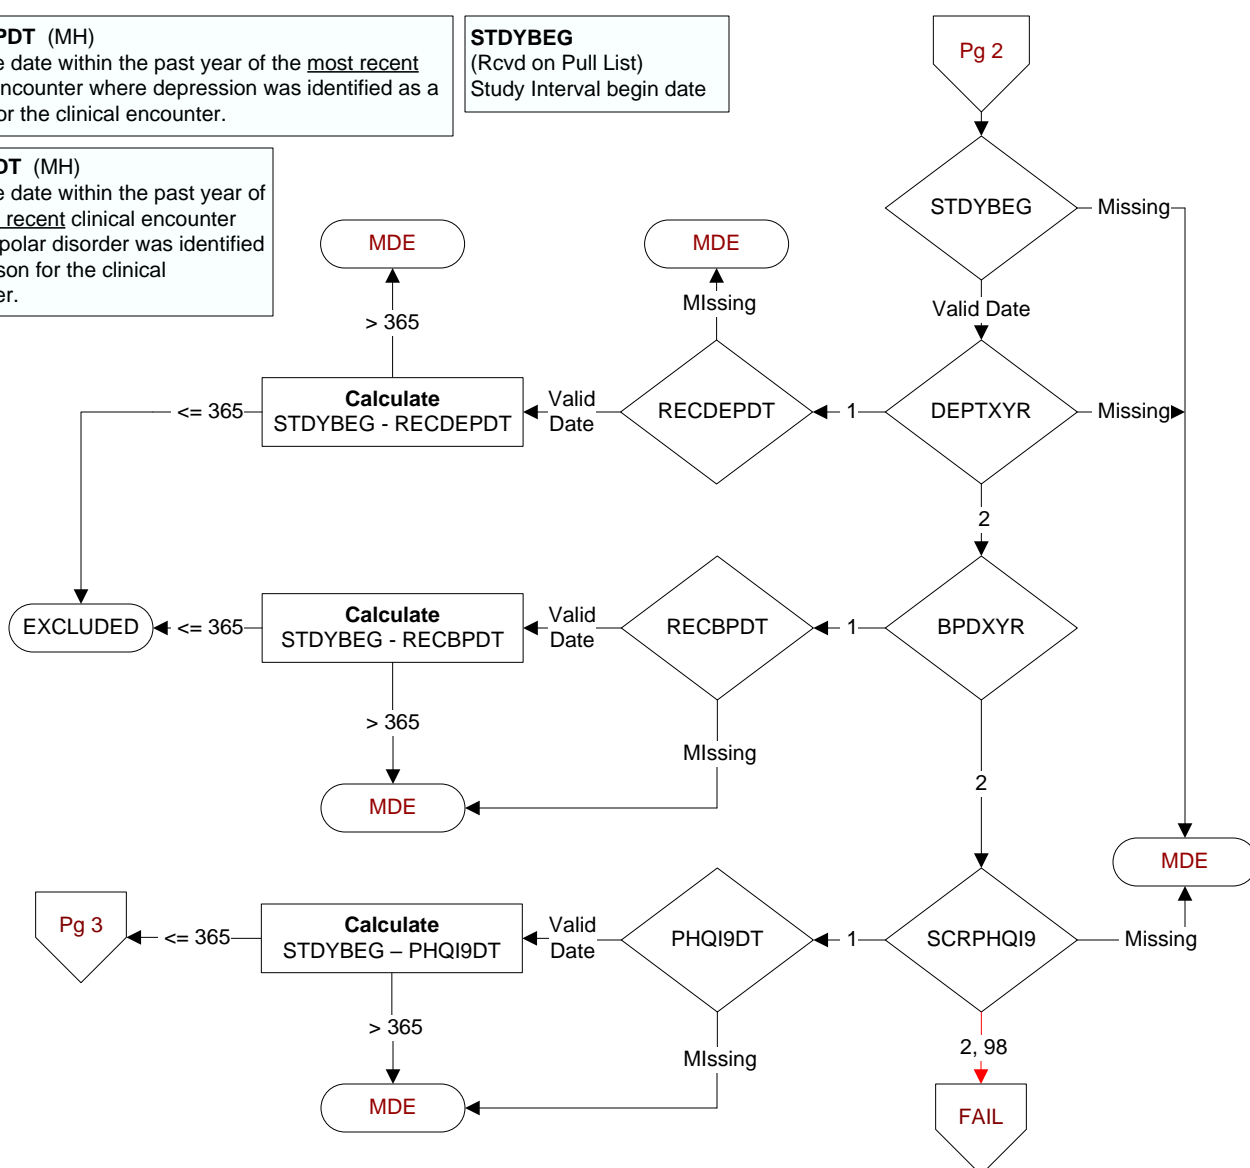 PDT (MH)
e date within the past year of the most recent
ncounter where depression was identified as a
or the clinical encounter.
STDYBEG
(Rcvd on Pull List)
Study Interval begin date
Pg 2
DT (MH)
e date within the past year of
recent clinical encounter
polar disorder was identified
son for the clinical
er.
STDYBEG
Missing
MDE
MDE
MIssing
> 365
Valid Date
<= 365
Calculate
STDYBEG - RECDEPDT
Valid
Date
RECDEPDT
1
DEPTXYR
Missing
2
EXCLUDED
<= 365
Calculate
STDYBEG - RECBPDT
Valid
Date
RECBPDT
1
BPDXYR
> 365
MIssing
2
MDE
MDE
Pg 3
<= 365
Calculate
STDYBEG – PHQI9DT
Valid
Date
PHQI9DT
1
SCRPHQI9
Missing
> 365
MIssing
2, 98
MDE
FAIL